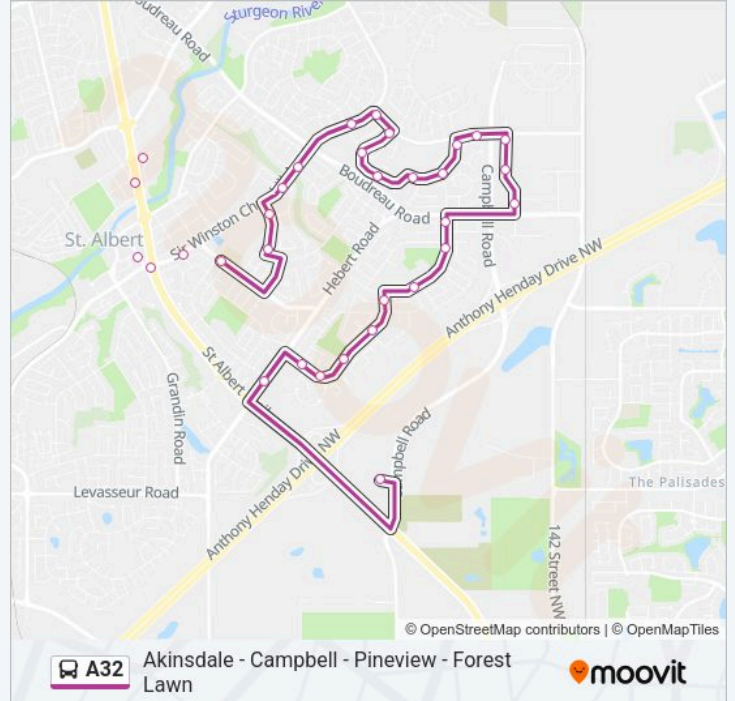 oudreau Road
Sturgeon River
Boudreau Road
Campbell Road
Sir Winston Ch
St. Albert
Hebert Road
Anthony Henday Drive NW
St Albert
Grandin Road
bell Road
Anthony Henday Drive NW
Levasseur Road
The Palisades
142 Street NW
© OpenStreetMap contributors | © OpenMapTiles
A32
Akinsdale - Campbell - Pineview - Forest
Lawn
moovit